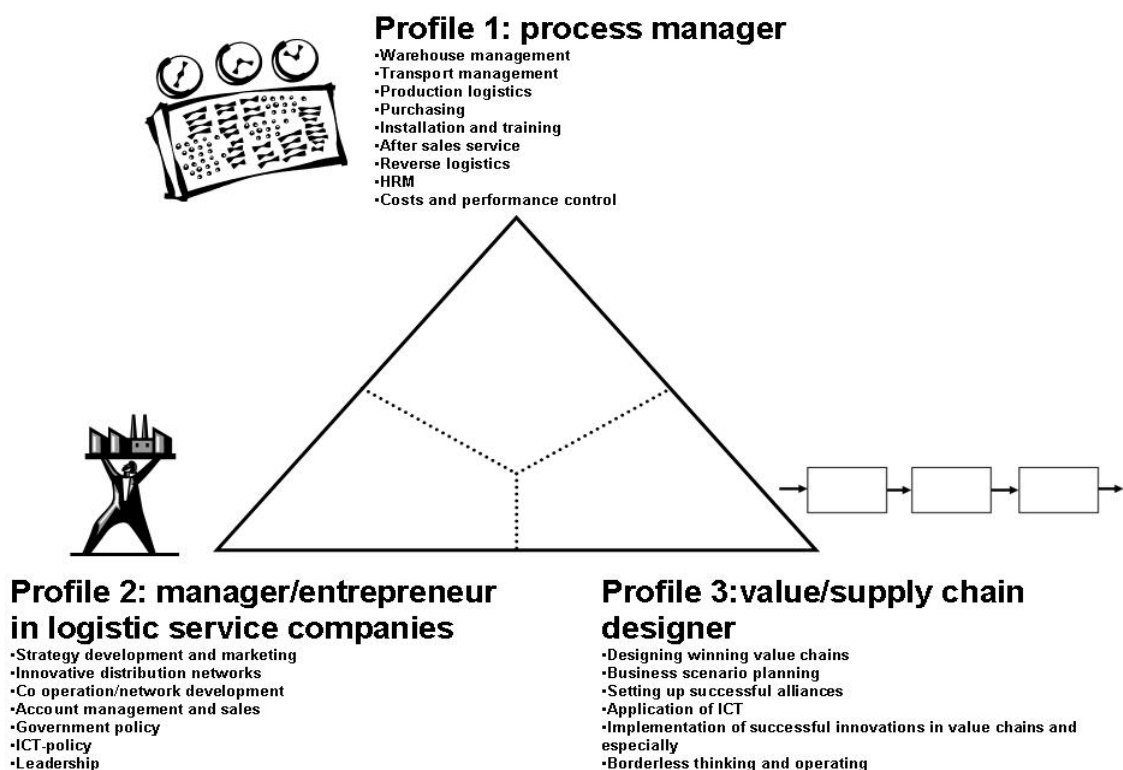 Profile 1: process manager
•Warehouse management
•Transport management
•Production logistics
•Purchasing
•Installation and training
•After sales service
•Reverse logistics
•HRM
•Costs and performance control
Profile 2: manager/entrepreneur
in logistic service companies
•Strategy development and marketing
•Innovative distribution networks
•Co operation/network development
•Account management and sales
•Government policy
•ICT-policy
•Leadership
Profile 3:value/supply chain
designer
•Designing winning value chains
•Business scenario planning
•Setting up successful alliances
•Application of ICT
•Implementation of successful innovations in value chains and
especially
•Borderless thinking and operating